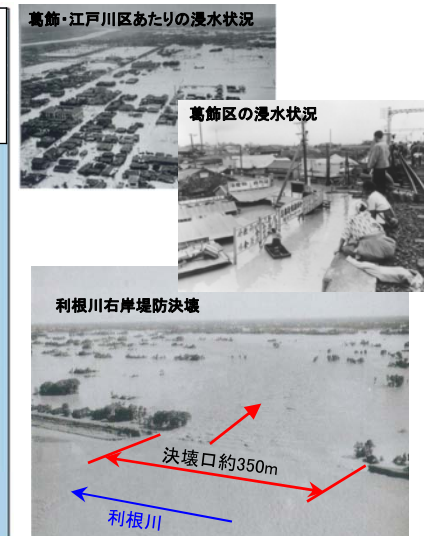 葛飾・江戸川区あたりの浸水状況
葛飾区の浸水状況
利根川右岸堤防決壊
決壊口約350m
利根川